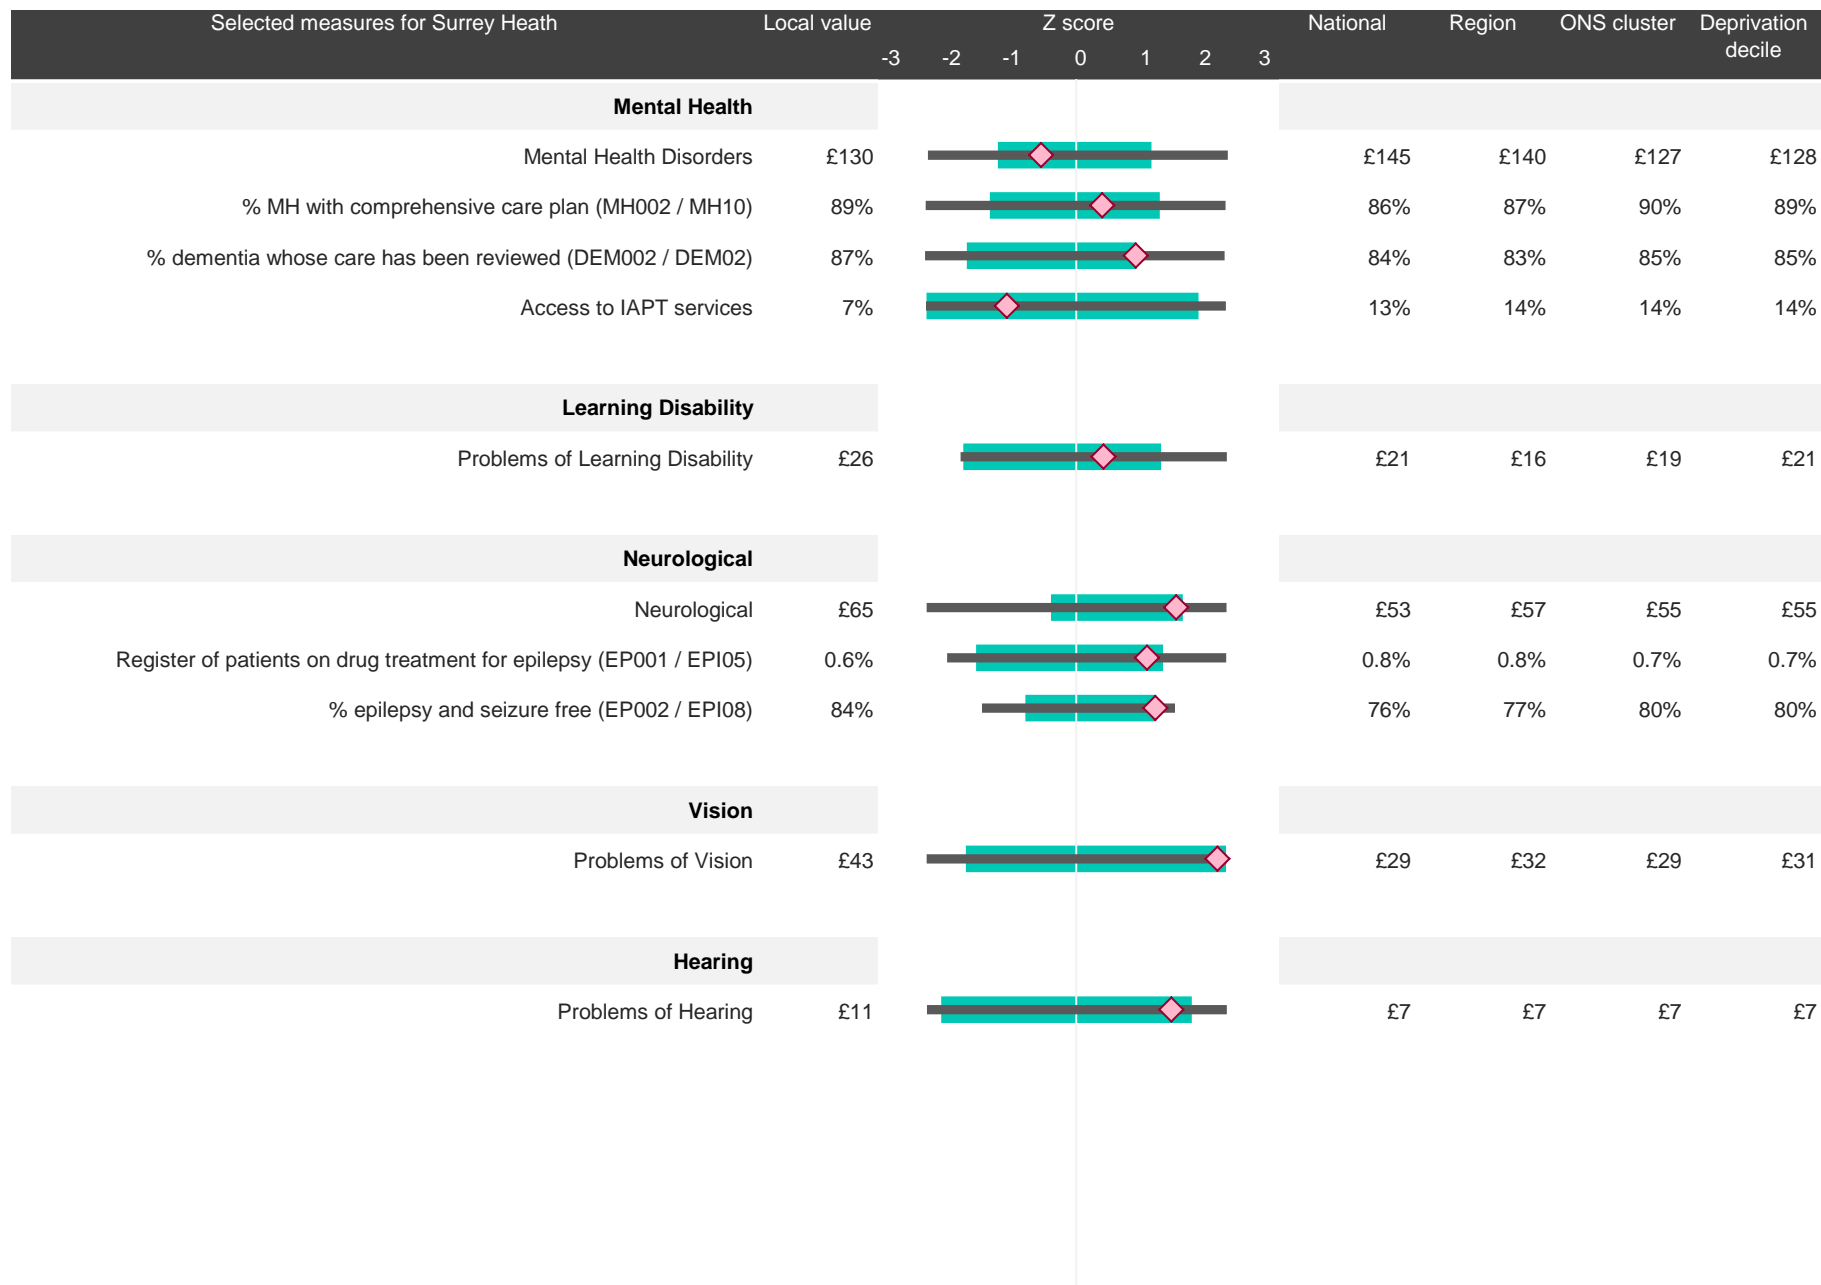 Selected measures for Surrey Heath Local value Z score National Region ONS cluster Deprivation decile
-3 -2 -1 0 1 2 3
Mental Health
Mental Health Disorders £130 £145 £140 £127 £128
% MH with comprehensive care plan (MH002 / MH10) 89% 86% 87% 90% 89%
% dementia whose care has been reviewed (DEM002 / DEM02) 87% 84% 83% 85% 85%
Access to IAPT services 7% 13% 14% 14% 14%
Learning Disability
Problems of Learning Disability £26 £21 £16 £19 £21
Neurological
Neurological £65 £53 £57 £55 £55
Register of patients on drug treatment for epilepsy (EP001 / EPI05) 0.6% 0.8% 0.8% 0.7% 0.7%
% epilepsy and seizure free (EP002 / EPI08) 84% 76% 77% 80% 80%
Vision
Problems of Vision £43 £29 £32 £29 £31
Hearing
Problems of Hearing £11 £7 £7 £7 £7